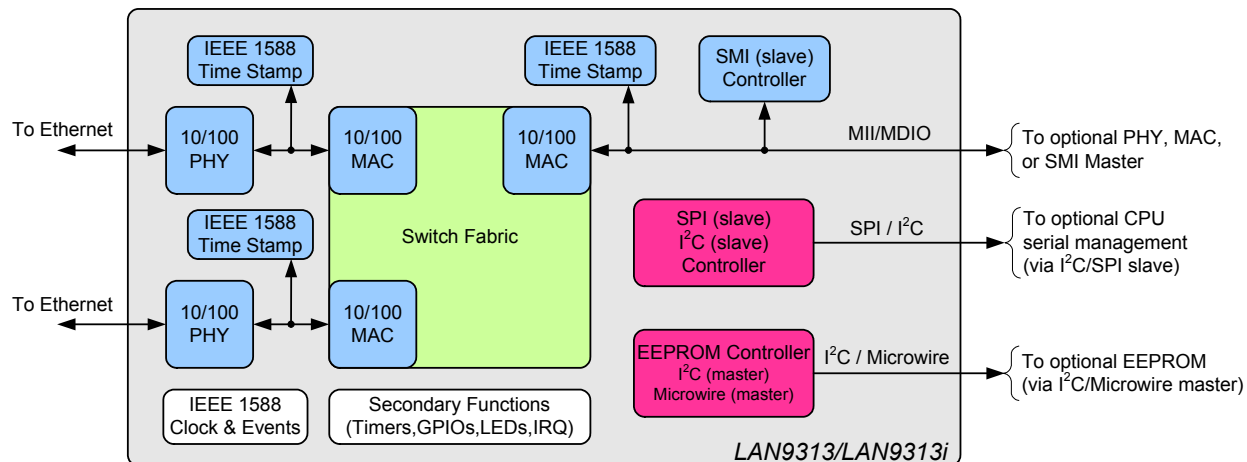 IEEE 1588
Time Stamp
IEEE 1588
Time Stamp
SMI (slave)
Controller
To Ethernet
10/100
PHY
10/100
MAC
10/100
MAC
MII/MDIO
To optional PHY, MAC,
or SMI Master
IEEE 1588
Time Stamp
Switch Fabric
SPI (slave)
I²C (slave)
Controller
SPI / I²C
To optional CPU
serial management
(via I²C/SPI slave)
To Ethernet
10/100
PHY
10/100
MAC
EEPROM Controller
I²C (master)
Microwire (master)
I²C / Microwire
To optional EEPROM
(via I²C/Microwire master)
IEEE 1588
Clock & Events
Secondary Functions
(Timers,GPIOs,LEDs,IRQ)
LAN9313/LAN9313i